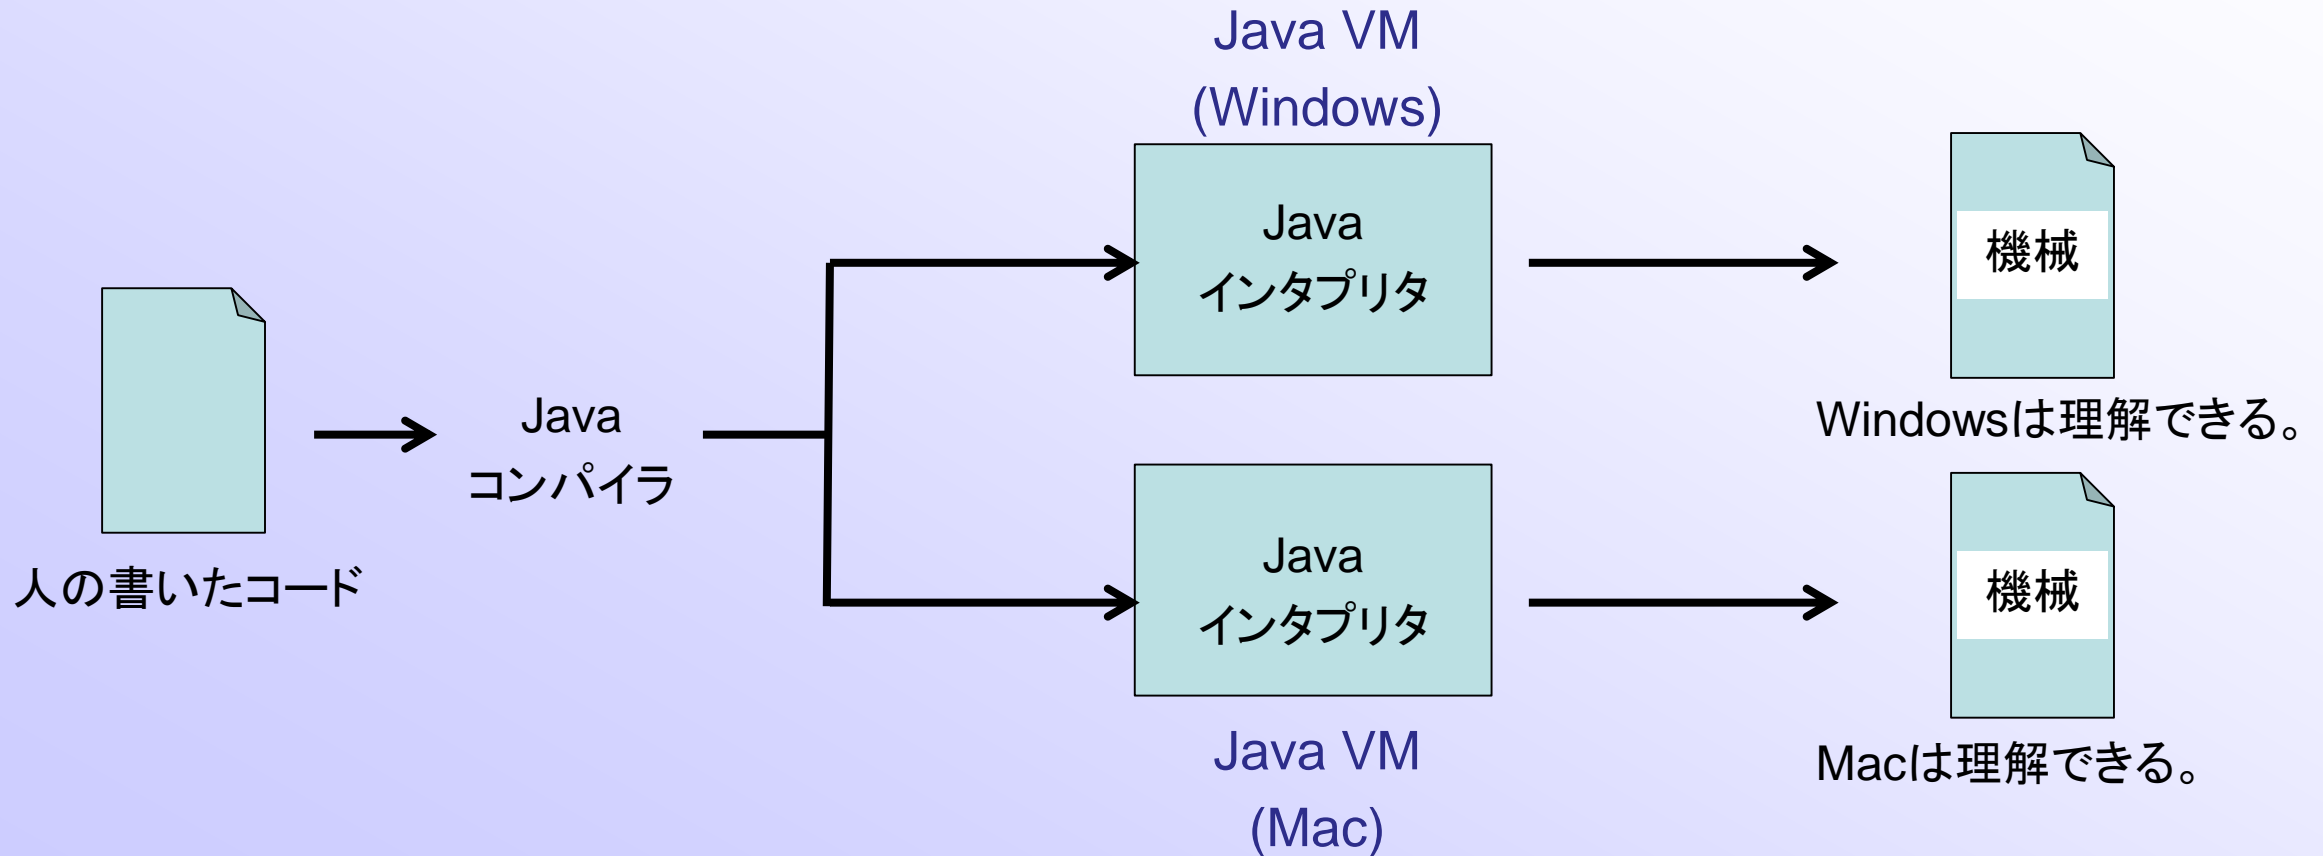 Java VM
(Windows)
Java
インタプリタ
機械
Windowsは理解できる。
人の書いたコード
Java
コンパイラ
Java
インタプリタ
Java VM
(Mac)
機械
Macは理解できる。